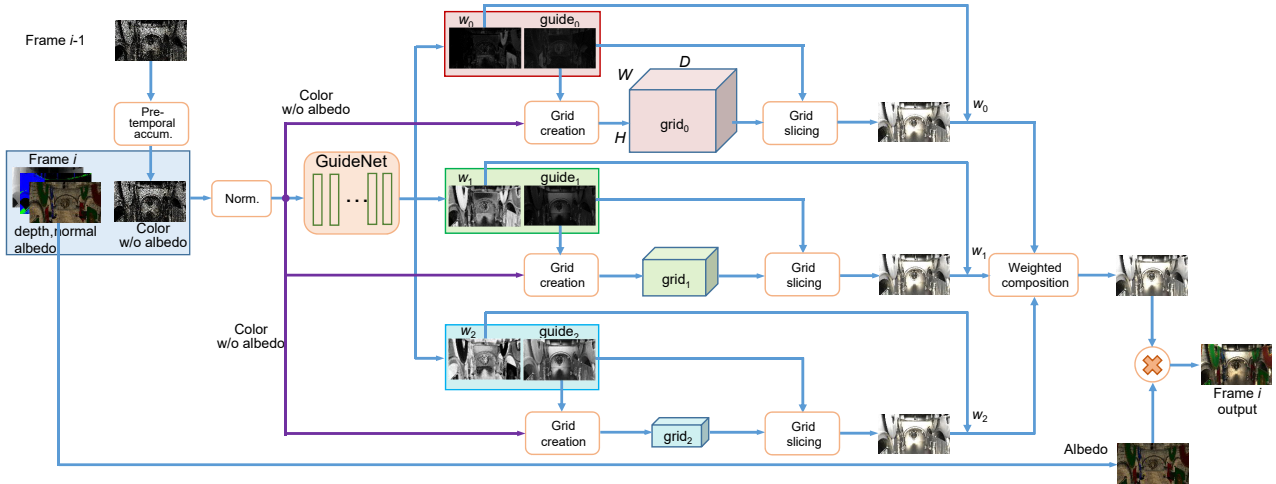 Frame i-1
Pre-
temporal
accum.
Frame i
depth,normal
albedo
Color
w/o albedo
Norm.
Color
w/o albedo
GuideNet
...
Color
w/o albedo
w0
guide0
Grid
creation
W
D
H
grid0
Grid
slicing
w0
w1
guide1
Grid
creation
grid1
Grid
slicing
w1
w2
guide2
Grid
creation
grid2
Grid
slicing
w2
Weighted
composition
Frame i
output
Albedo